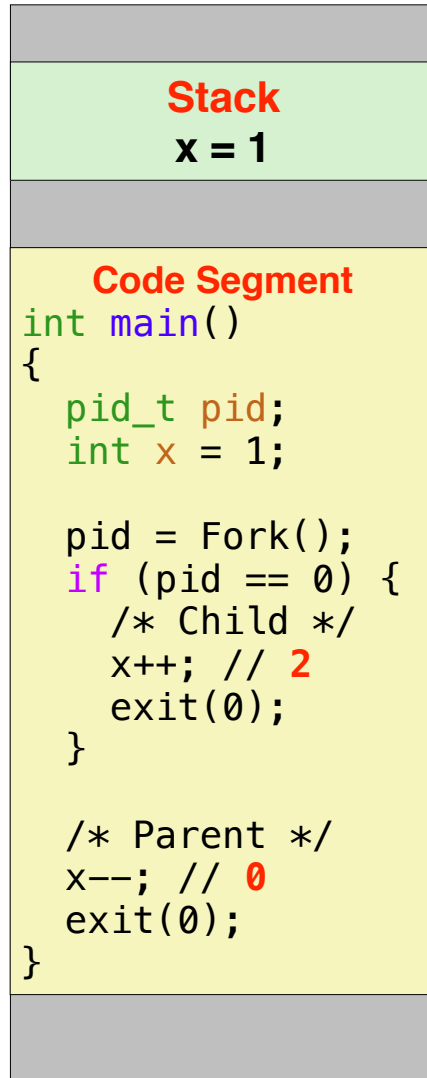 Stack
x = 1
Code Segment
int main()
{
  pid_t pid;
  int x = 1;

  pid = Fork();
  if (pid == 0) {
    /* Child */
    x++; // 2
    exit(0);
  }

  /* Parent */
  x--; // 0
  exit(0);
}